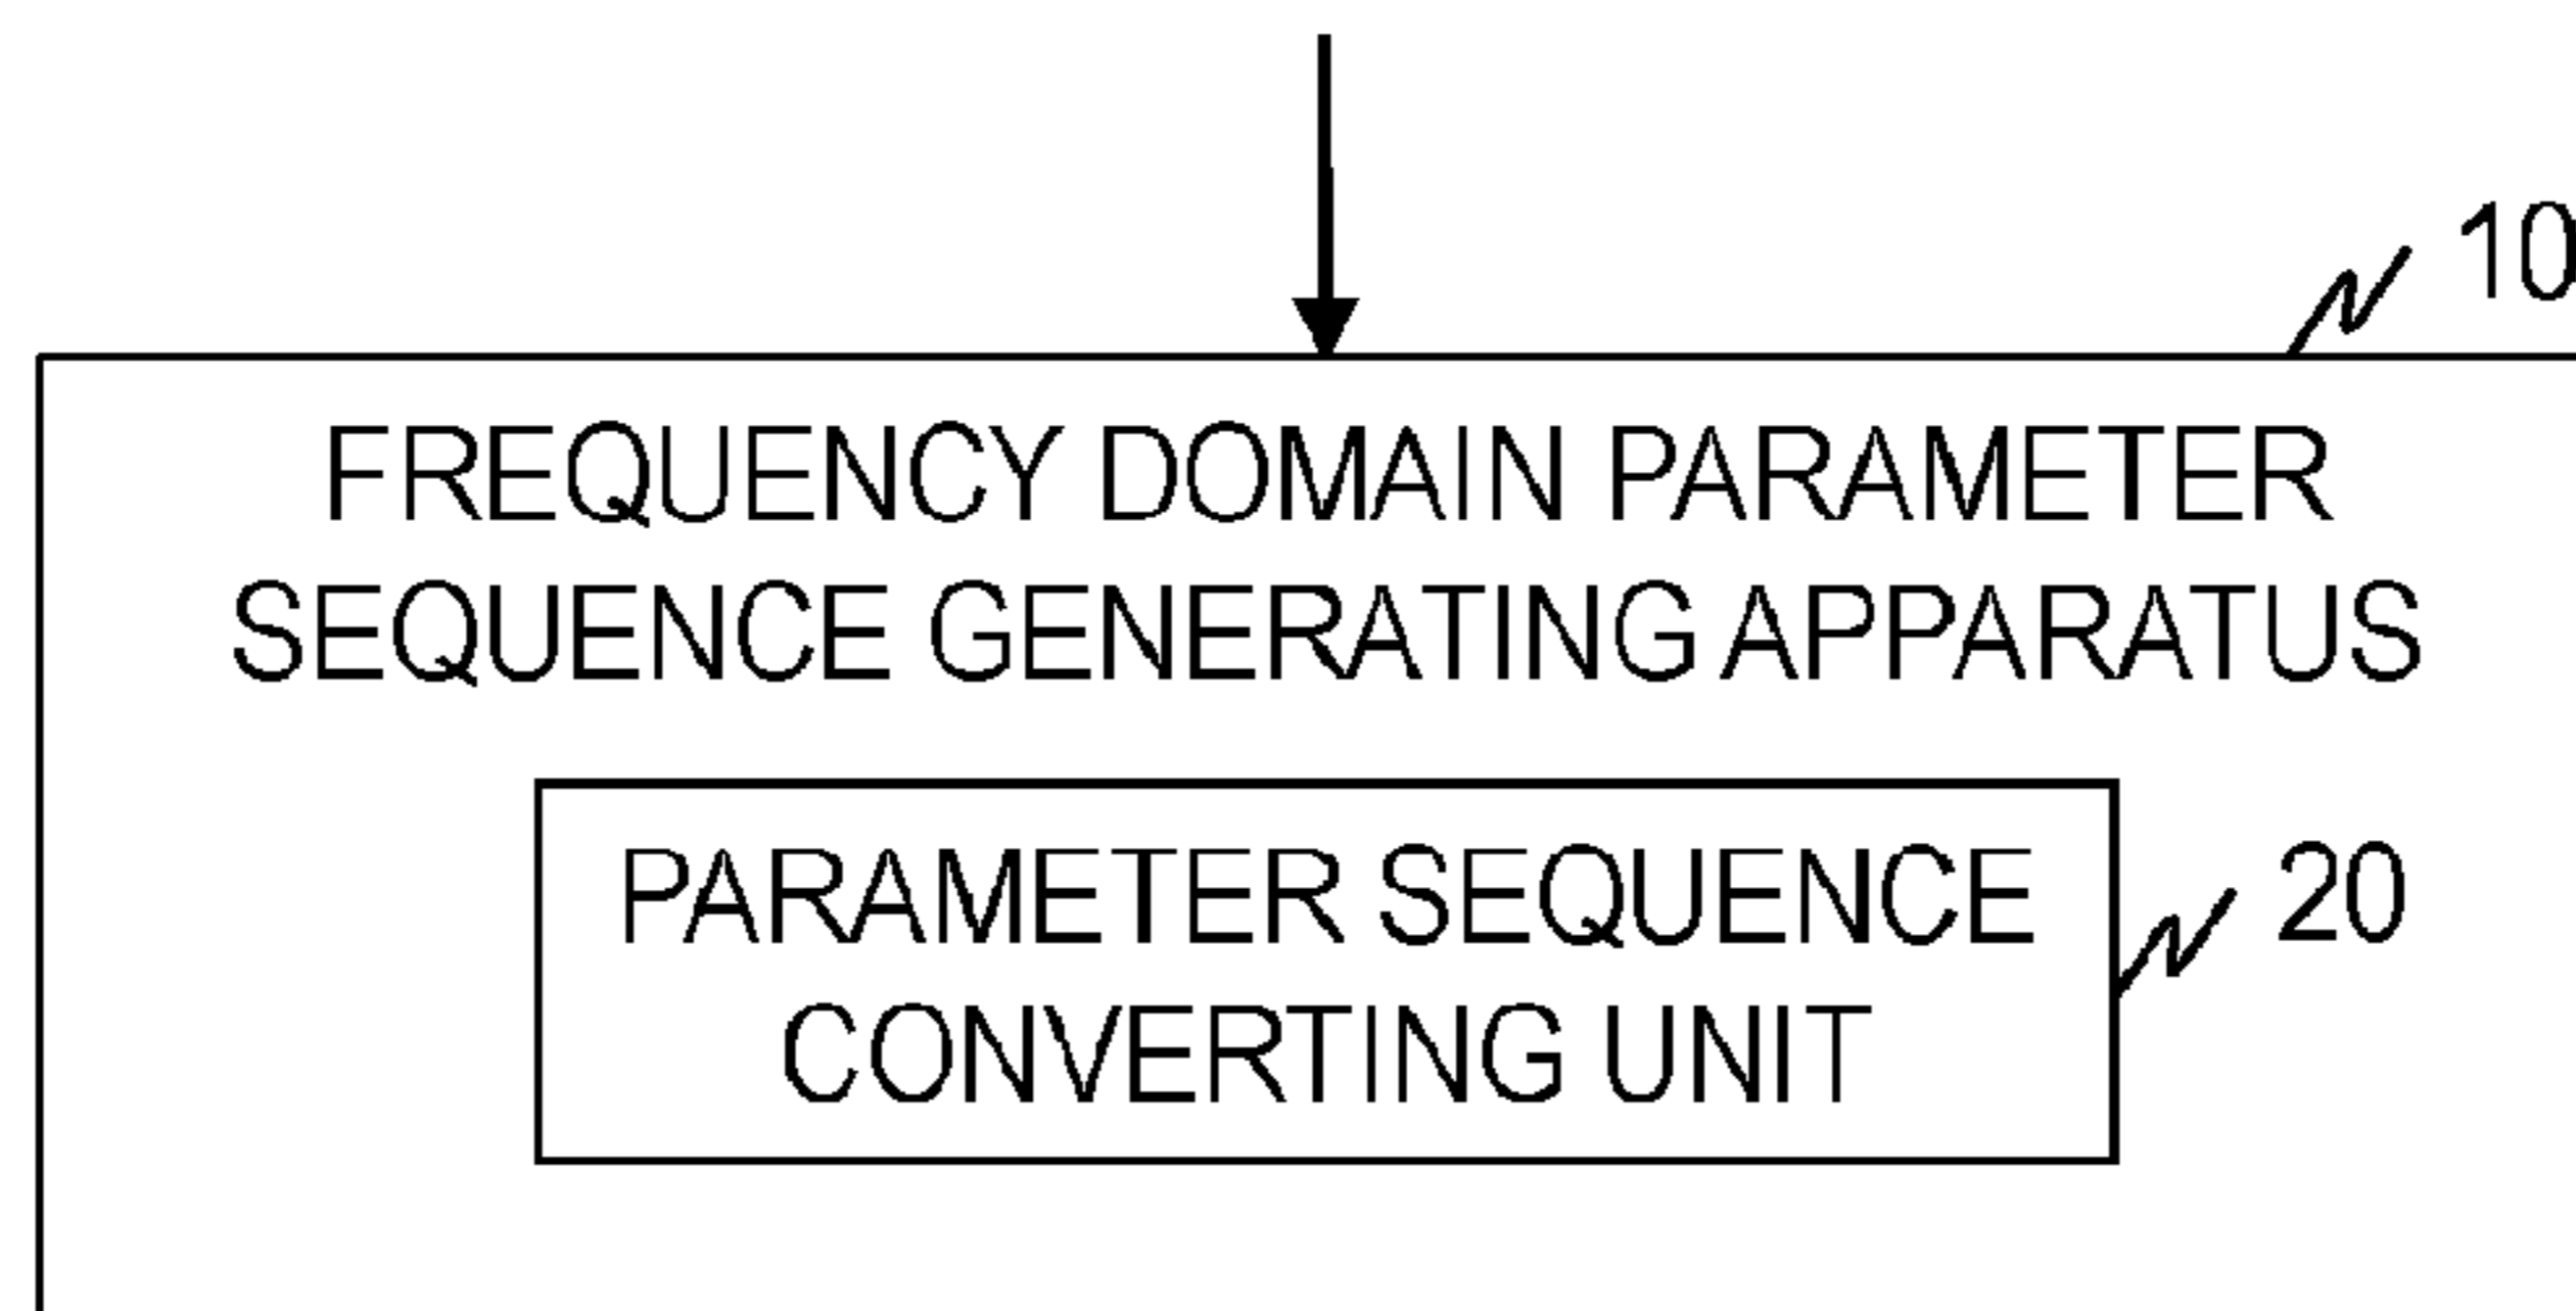 10
FREQUENCY DOMAIN PARAMETER
SEQUENCE GENERATING APPARATUS
PARAMETER SEQUENCE
CONVERTING UNIT
20